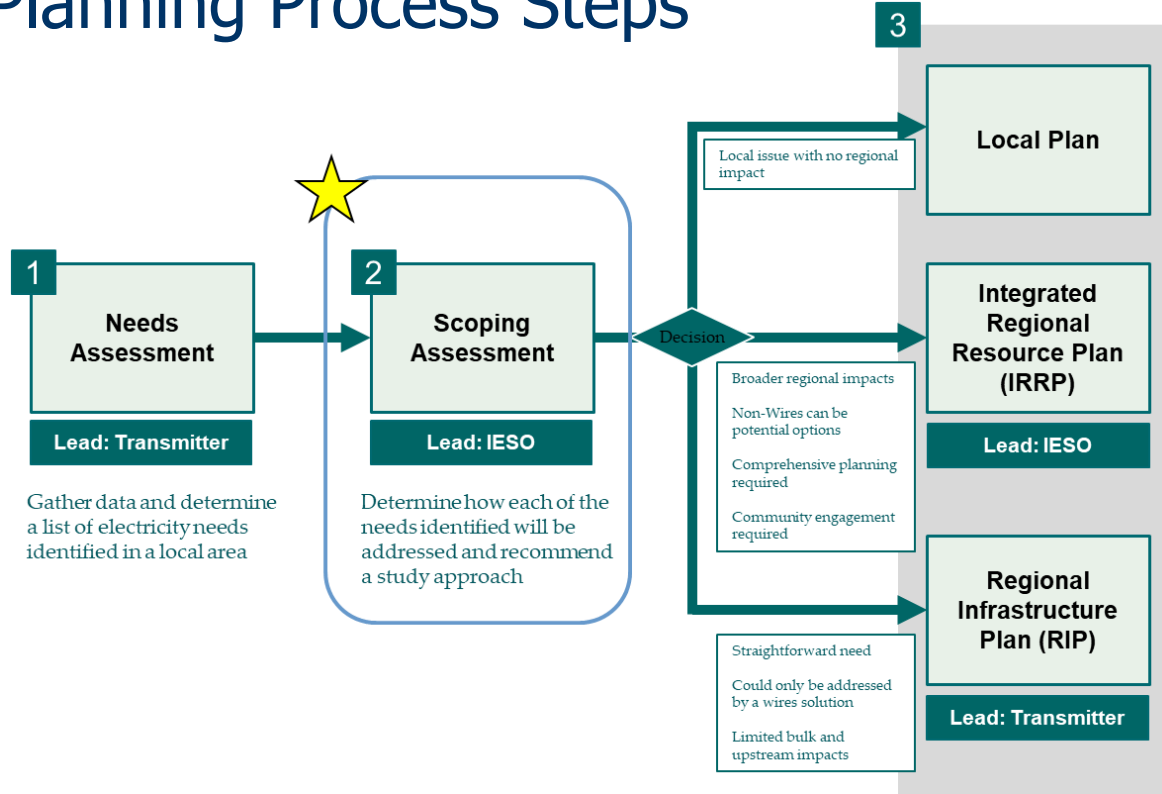 Planning Process Steps
3
Local Plan
Local issue with no regional
impact
1
Needs
Assessment
Lead: Transmitter
Gather data and determine
a list of electricity needs
identified in a local area
2
Scoping
Assessment
Lead: IESO
Determine how each of the
needs identified will be
addressed and recommend
a study approach
Decision
Integrated
Regional
Resource Plan
(IRRP)
Lead: IESO
Broader regional impacts
Non-Wires can be
potential options
Comprehensive planning
required
Community engagement
required
Regional
Infrastructure
Plan (RIP)
Lead: Transmitter
Straightforward need
Could only be addressed
by a wires solution
Limited bulk and
upstream impacts